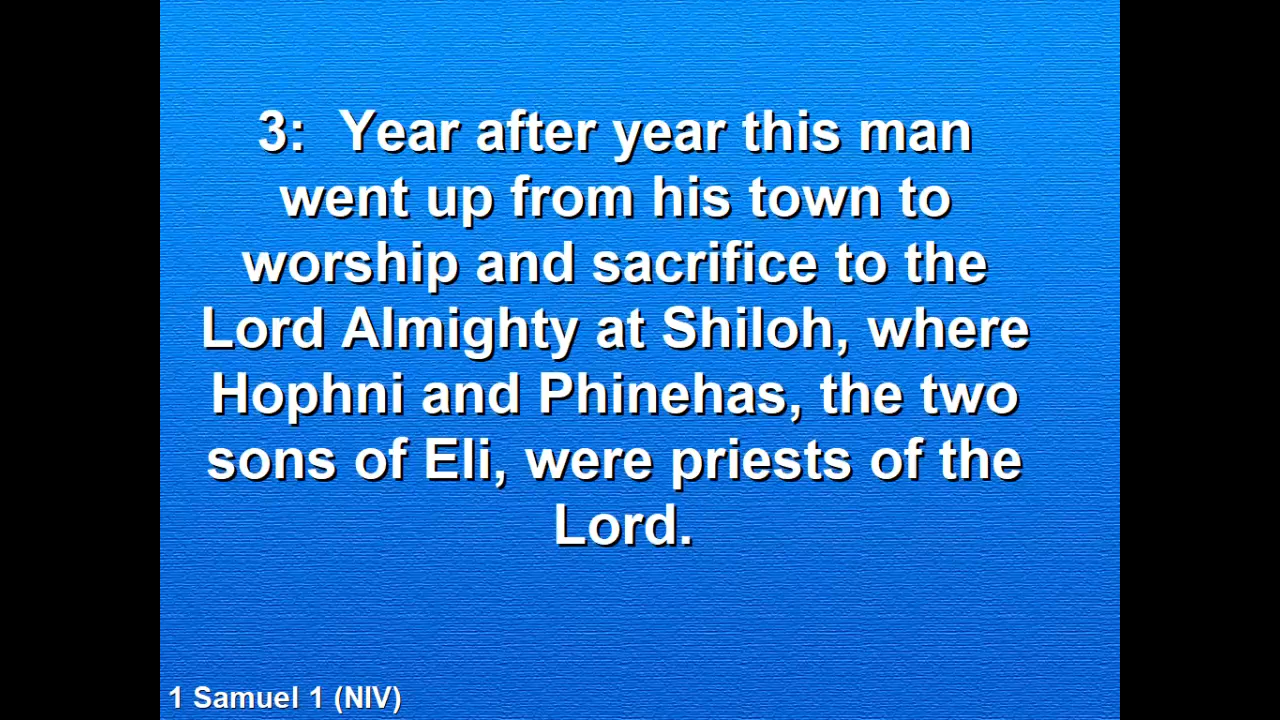 3: Year after year this man
went up from his town to
worship and sacrifice to the
Lord Almighty at Shiloh, where
Hophni and Phinehas, the two
sons of Eli, were priests of the
Lord.
1 Samuel 1 (NIV)